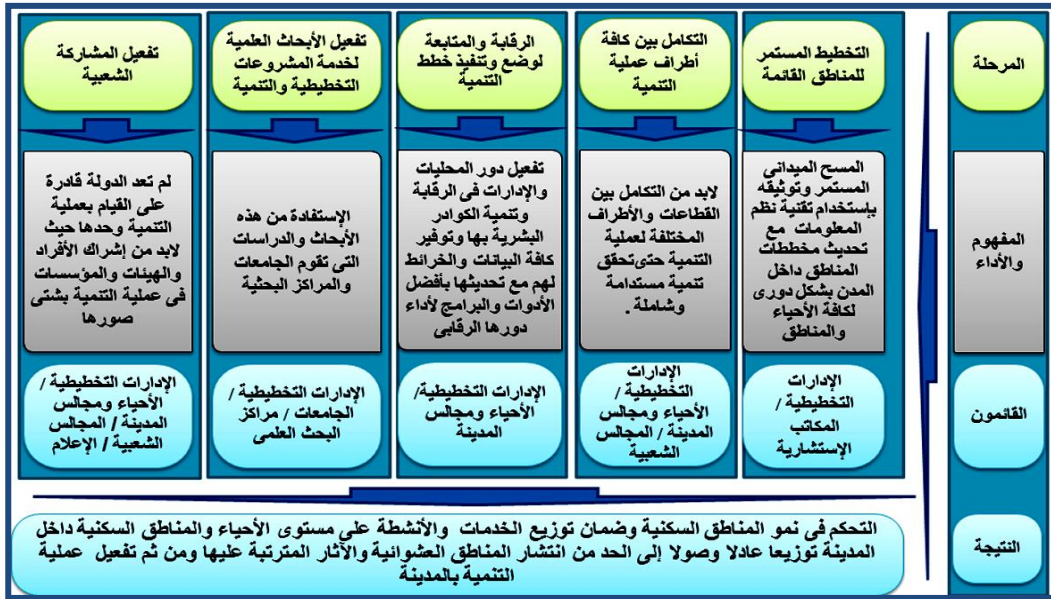 المرحلة
التخطيط المستمر
للمناطق القائمة
التكامل بين كافة
أطراف عملية
التنمية
الرقابة والمتابعة
لوضع وتنفيذ خطط
التنمية
تفعيل الأبحاث العلمية
لخدمة المشروعات
التخطيطية والتنمية
تفعيل المشاركة
الشعبية
المفهوم
والأداء
المسح الميدانى
المستمر وتوثيقه
بإستخدام تقنية نظم
المعلومات مع
تحديث مخططات
المناطق داخل
المدن بشكل دورى
لكافة الأحياء
والمناطق
لابد من التكامل بين
القطاعات والأطراف
المختلفة لعملية
التنمية حتى تحقق
تنمية مستدامة
وشاملة .
تفعيل دور المحليات
والإدارات فى الرقابة
وتنمية الكوادر
البشرية بها وتوفير
كافة البيانات والخرائط
لهم مع تحديثها بأفضل
الأدوات والبرامج لأداء
دورها الرقابى
الإستفادة من هذه
الأبحاث والدراسات
التى تقوم الجامعات
والمراكز البحثية
لم تعد الدولة قادرة
على القيام بعملية
التنمية وحدها حيث
لابد من إشراك الأفراد
والهيئات والمؤسسات
فى عملية التنمية بشتى
صورها
القائمون
الإدارات
التخطيطية /
المكاتب
الإستشارية
الإدارات
التخطيطية /
الأحياء ومجالس
المدينة / المجالس
الشعبية
الإدارات التخطيطية/
الأحياء ومجالس
المدينة
الإدارات التخطيطية /
الجامعات / مراكز
البحث العلمى
الإدارات التخطيطية /
الأحياء ومجالس
المدينة / المجالس
الشعبية / الإعلام
النتيجة
التحكم فى نمو المناطق السكنية وضمان توزيع الخدمات والأنشطة على مستوى الأحياء والمناطق السكنية داخل
المدينة توزيعا عادلا وصولا إلى الحد من انتشار المناطق العشوائية والآثار المترتبة عليها ومن ثم تفعيل عملية
التنمية بالمدينة